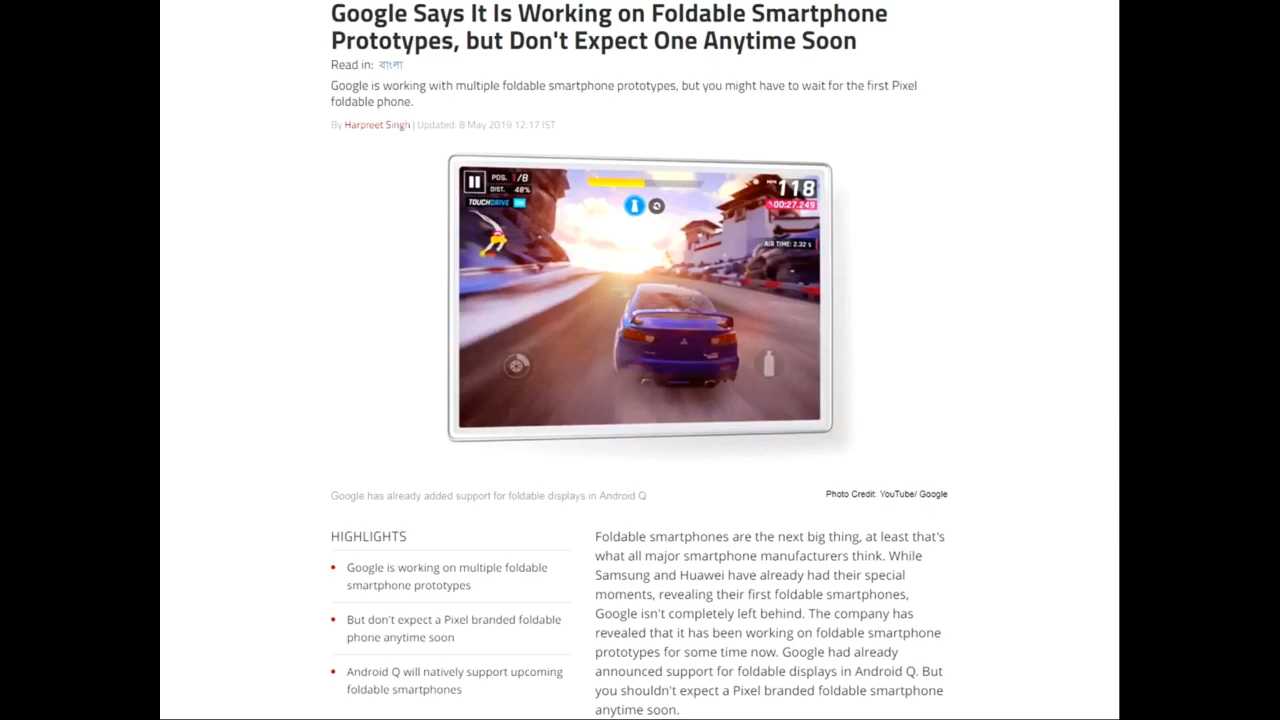 Google Says It Is Working on Foldable Smartphone
Prototypes, but Don't Expect One Anytime Soon
Read in: বাংলা
Google is working with multiple foldable smartphone prototypes, but you might have to wait for the first Pixel
foldable phone.
By Harpreet Singh | Updated: 8 May 2019 12:17 IST
POS. 1/8
DIST. 48%
TOUCHDRIVE
118
00:27.249
AIR TIME: 2.32 s
Google has already added support for foldable displays in Android Q
Photo Credit: YouTube/ Google
HIGHLIGHTS
Google is working on multiple foldable
smartphone prototypes
But don't expect a Pixel branded foldable
phone anytime soon
Android Q will natively support upcoming
foldable smartphones
Foldable smartphones are the next big thing, at least that's
what all major smartphone manufacturers think. While
Samsung and Huawei have already had their special
moments, revealing their first foldable smartphones,
Google isn't completely left behind. The company has
revealed that it has been working on foldable smartphone
prototypes for some time now. Google had already
announced support for foldable displays in Android Q. But
you shouldn't expect a Pixel branded foldable smartphone
anytime soon.